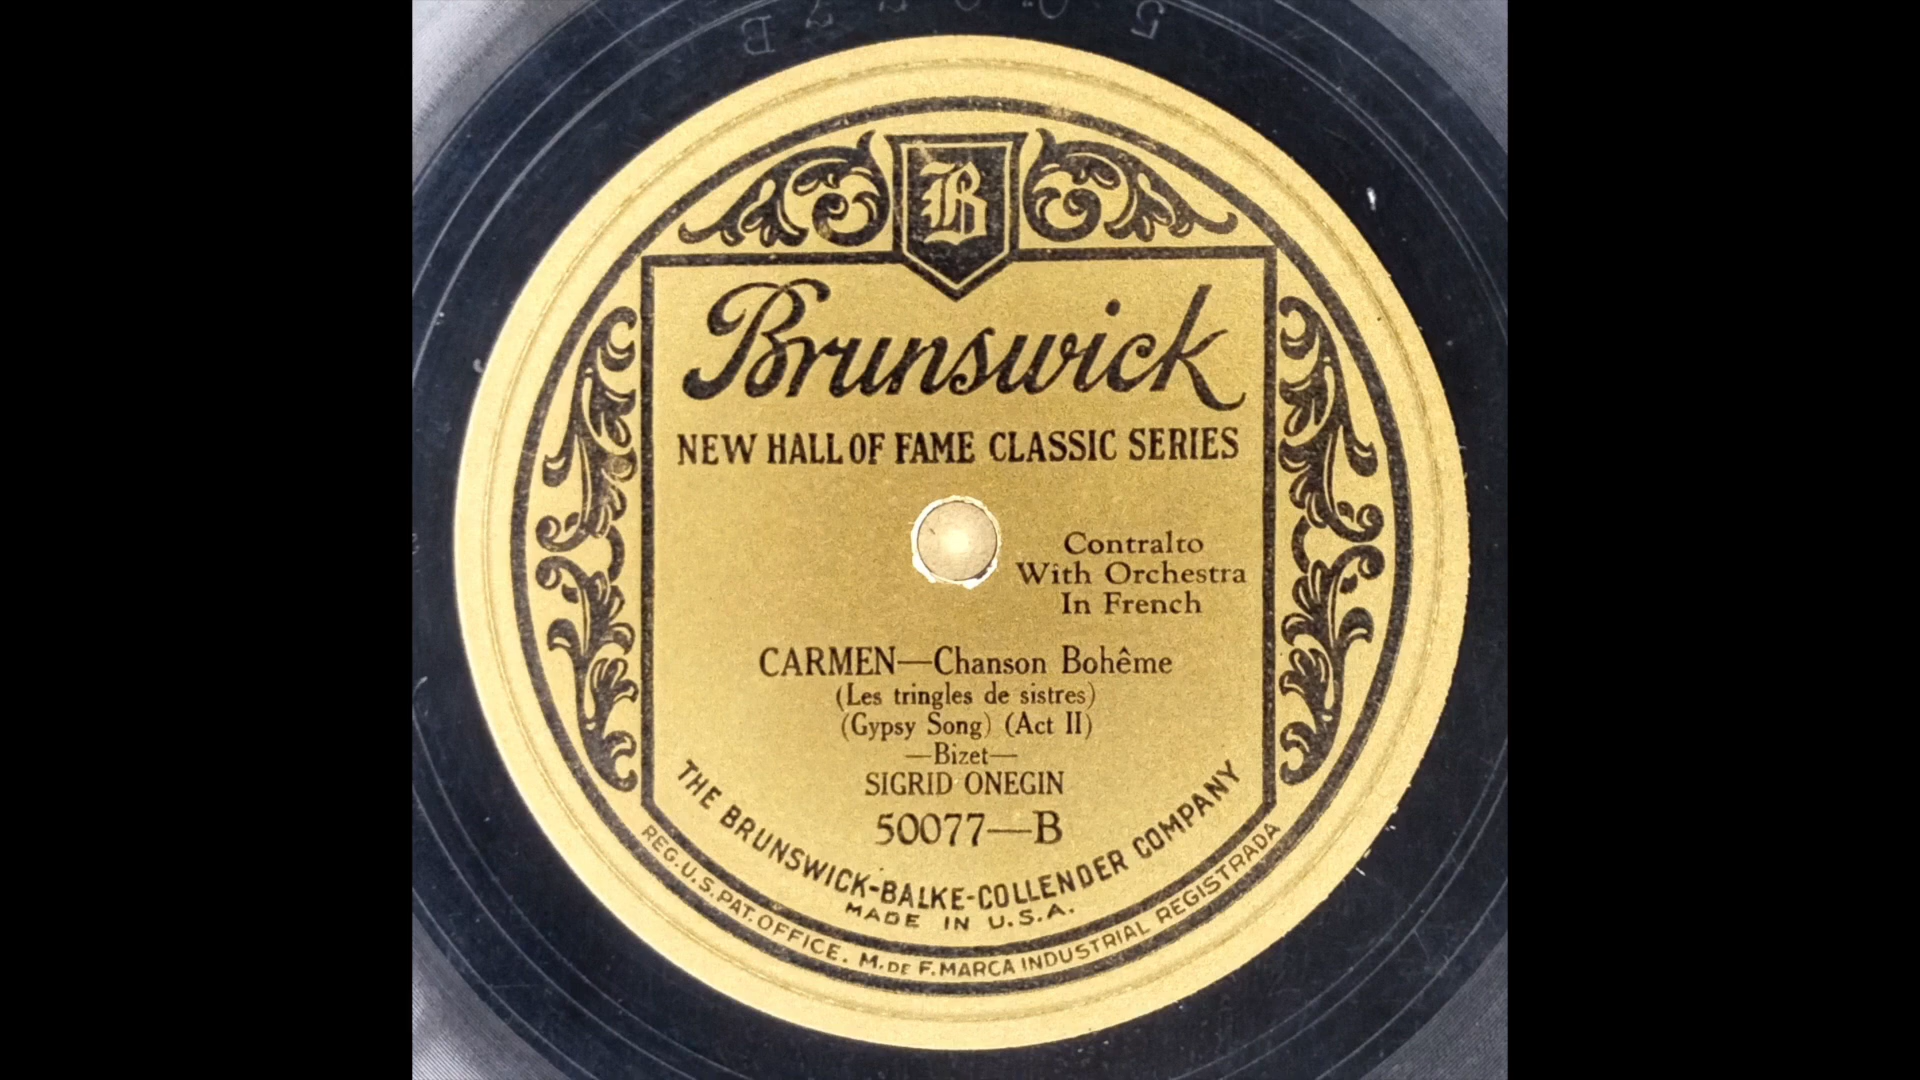 50077B
B
Brunswick
NEW HALL OF FAME CLASSIC SERIES
Contralto
With Orchestra
In French
CARMEN—Chanson Bohême
(Les tringles de sistres)
(Gypsy Song) (Act II)
—Bizet—
SIGRID ONEGIN
50077—B
THE BRUNSWICK-BALKE-COLLENDER COMPANY
MADE IN U.S.A.
REG. U.S. PAT. OFFICE. M. DE F. MARCA INDUSTRIAL REGISTRADA